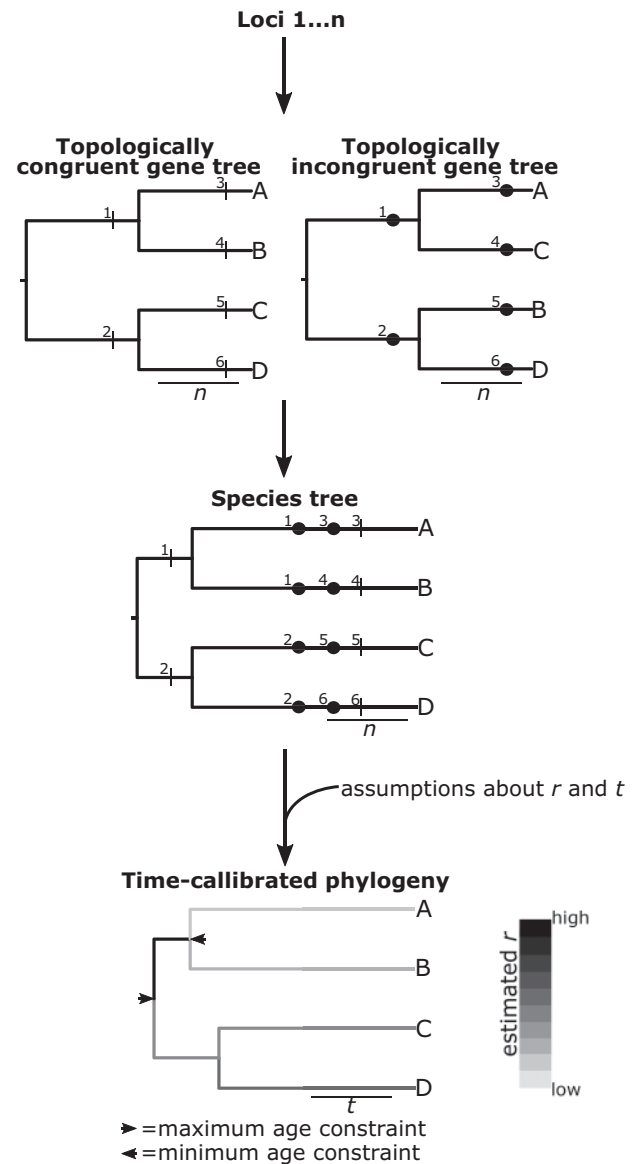 Loci 1...n
Topologically
congruent gene tree
Topologically
incongruent gene tree
3 A
1
4 B
5 C
2
6 D
n
3 A
1
4 C
5 B
2
6 D
n
Species tree
1 3 3 A
1
1 4 4 B
2 5 5 C
2
2 6 6 D
n
assumptions about r and t
Time-callibrated phylogeny
A
B
C
D
t
high
estimated r
low
=maximum age constraint
=minimum age constraint